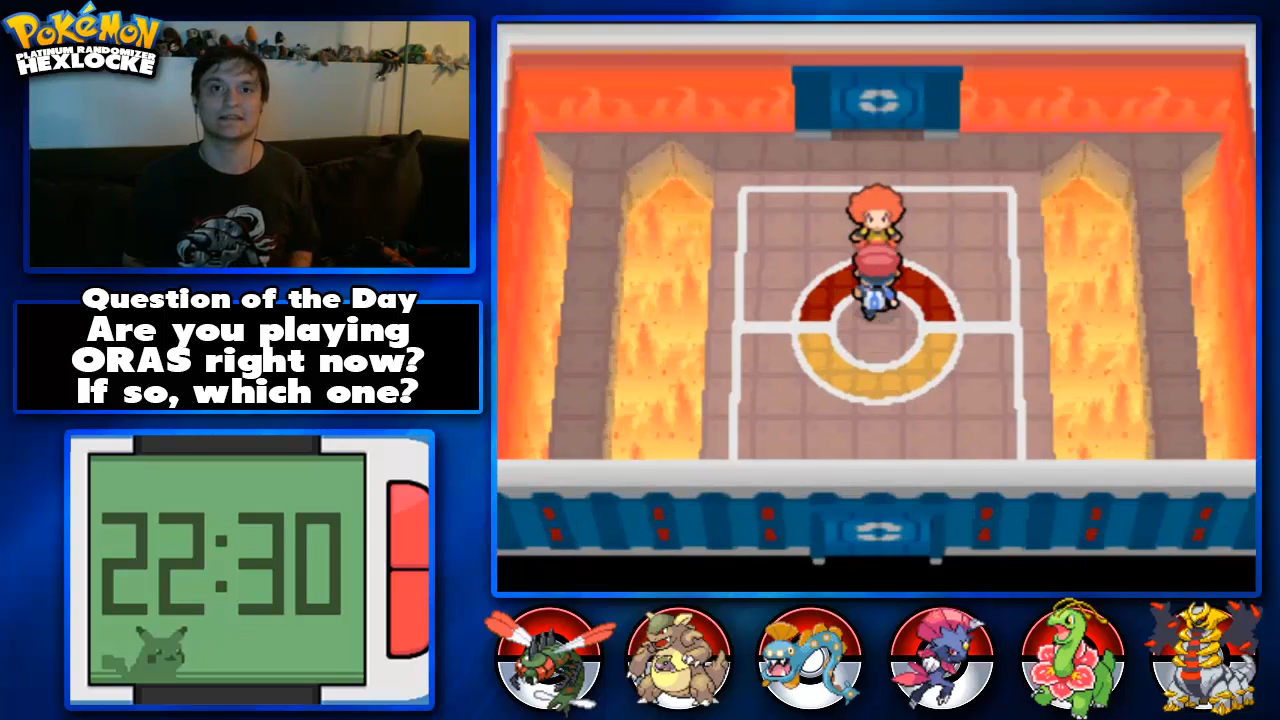 POKéMON
PLATINUM RANDOMIZER
HEXLOCKE
Question of the Day
Are you playing
ORAS right now?
If so, which one?
22:30